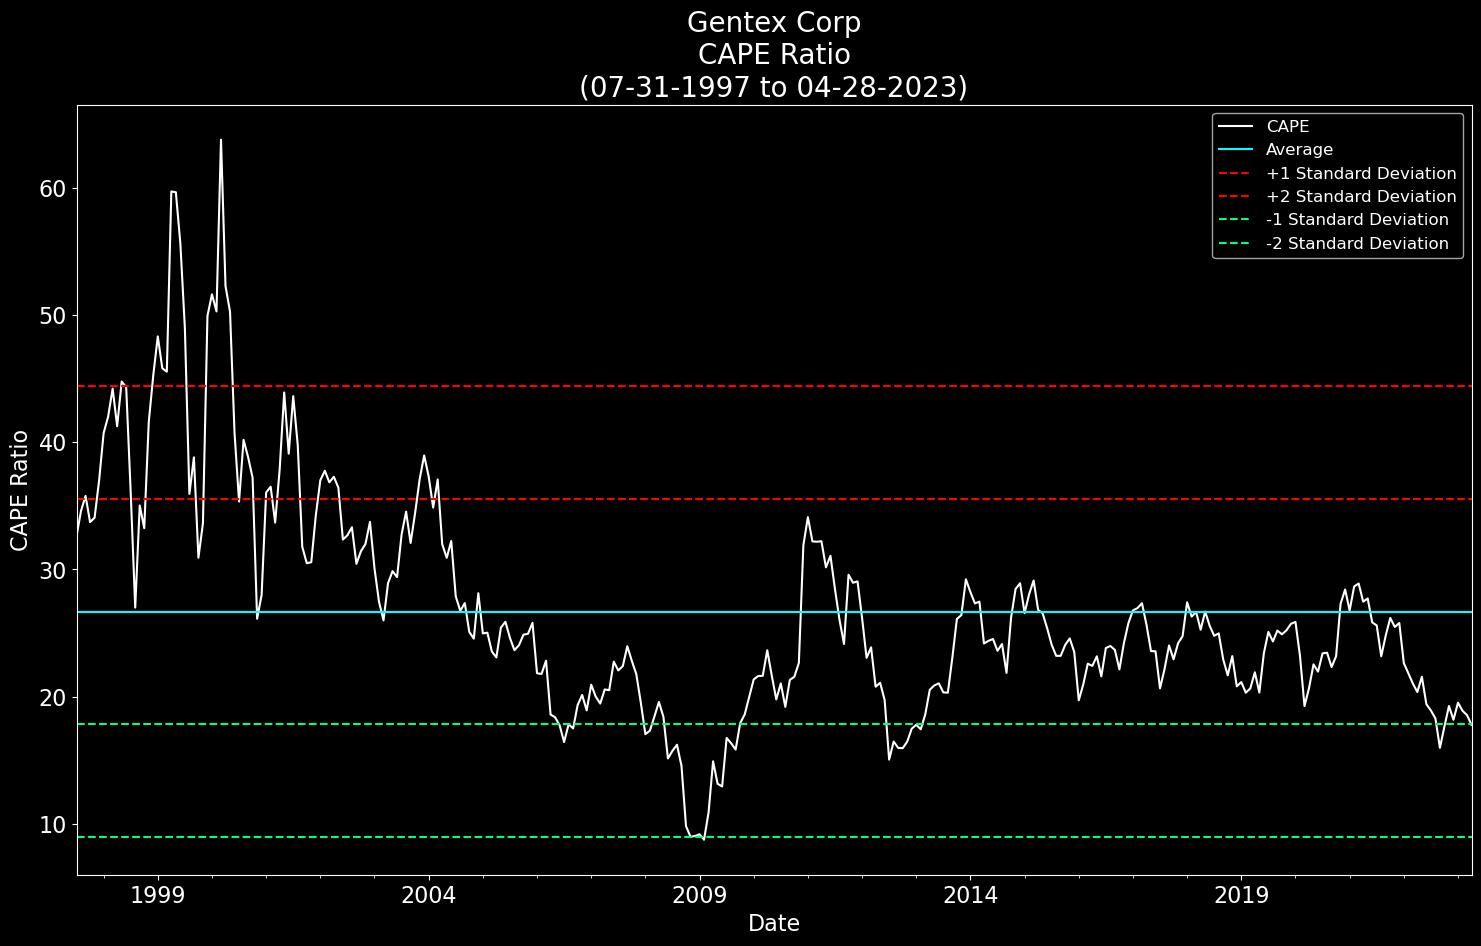 Gentex Corp
CAPE Ratio
(07-31-1997 to 04-28-2023)
CAPE
Average
+1 Standard Deviation
+2 Standard Deviation
-1 Standard Deviation
-2 Standard Deviation
CAPE Ratio
60
50
40
30
20
10
1999 2004 2009 2014 2019
Date